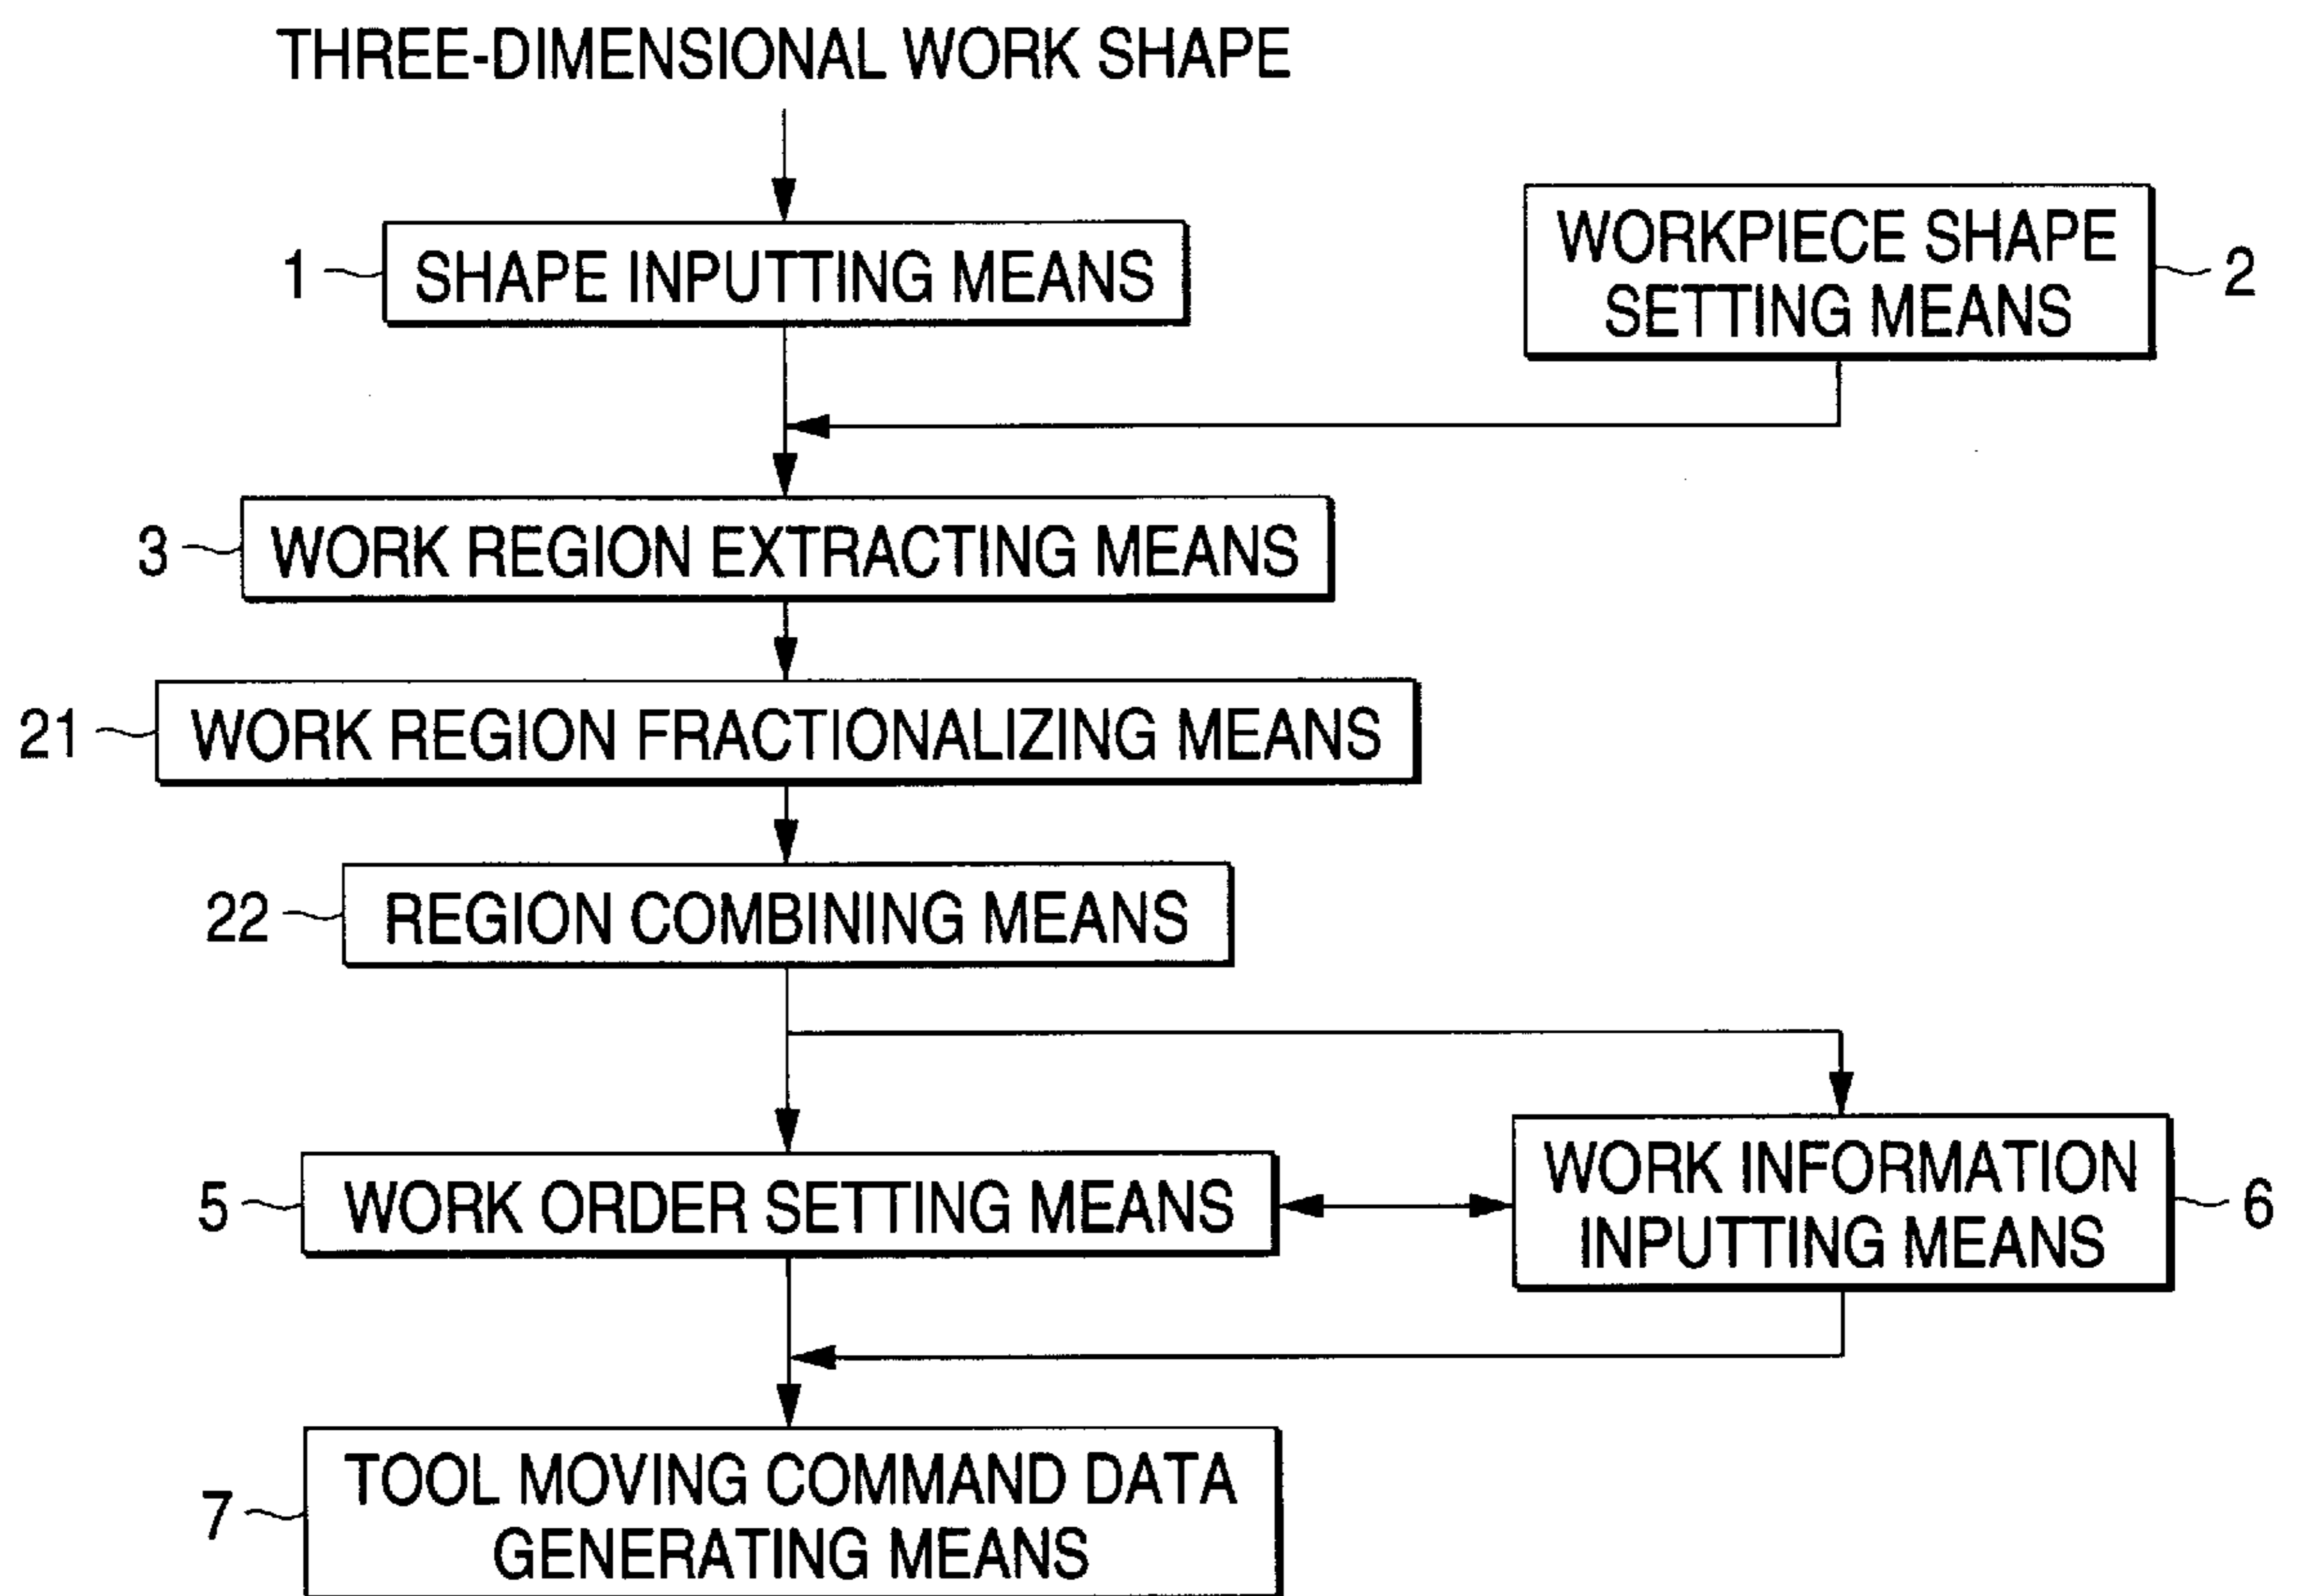 THREE-DIMENSIONAL WORK SHAPE
1
SHAPE INPUTTING MEANS
WORKPIECE SHAPE
SETTING MEANS
2
3
WORK REGION EXTRACTING MEANS
21
WORK REGION FRACTIONALIZING MEANS
22
REGION COMBINING MEANS
5
WORK ORDER SETTING MEANS
WORK INFORMATION
INPUTTING MEANS
6
7
TOOL MOVING COMMAND DATA
GENERATING MEANS